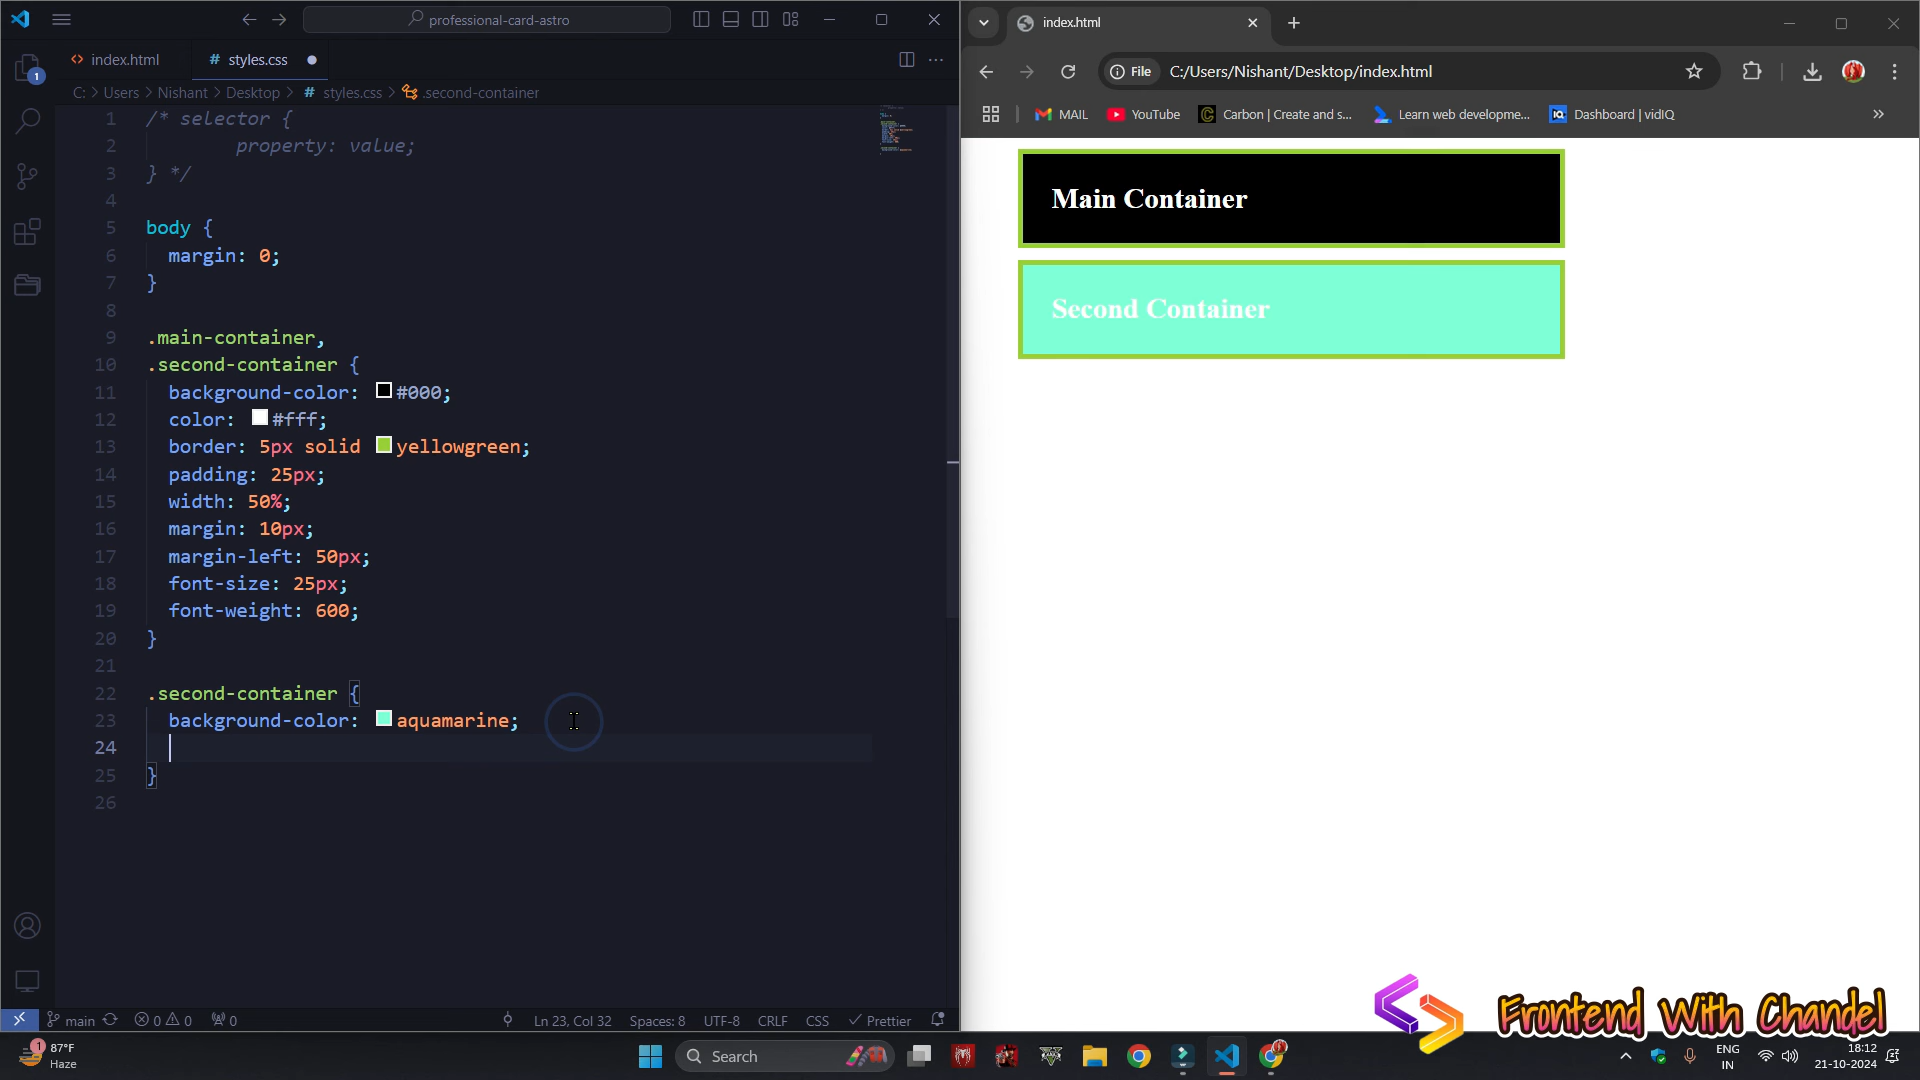 professional-card-astro
index.html
styles.css
C: > Users > Nishant > Desktop > # styles.css > .second-container
1 /* selector {
2 property: value;
3 } */
4
5 body {
6 margin: 0;
7 }
8
9 .main-container,
10 .second-container {
11 background-color: #000;
12 color: #fff;
13 border: 5px solid yellowgreen;
14 padding: 25px;
15 width: 50%;
16 margin: 10px;
17 margin-left: 50px;
18 font-size: 25px;
19 font-weight: 600;
20 }
21
22 .second-container {
23 background-color: aquamarine;
24
25 }
26
1
main 0 0 0 Ln 23, Col 32 Spaces: 8 UTF-8 CRLF CSS Prettier
index.html
File C:/Users/Nishant/Desktop/index.html
MAIL YouTube Carbon | Create and s... Learn web developme... Dashboard | vidIQ
Main Container
Second Container
Frontend With Chandel
1 87°F
Haze
Search
ENG
IN
18:12
21-10-2024